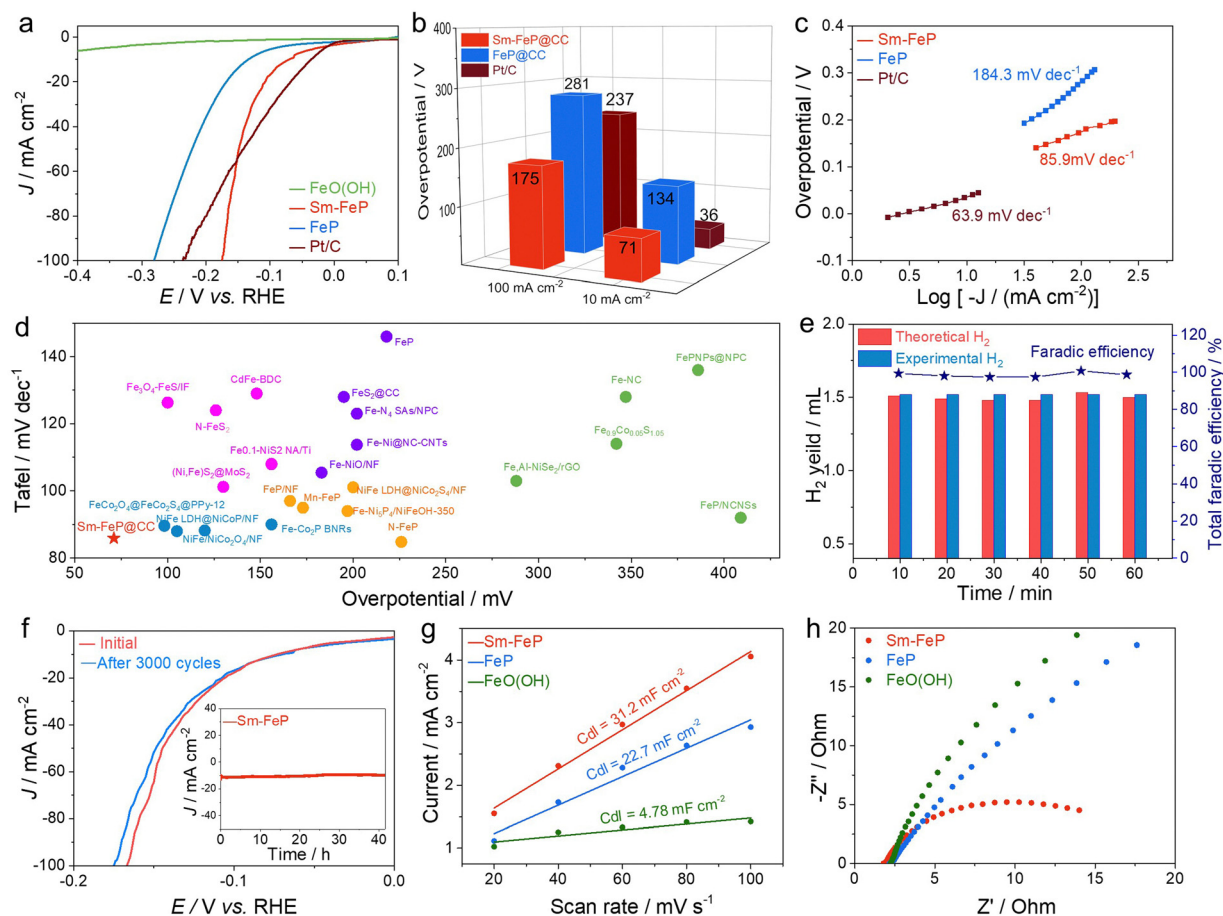 a
0
-20
-40
-60
-80
-100
J / mA cm-2
FeO(OH)
Sm-FeP
FeP
Pt/C
-0.4
-0.3
-0.2
-0.1
0.0
0.1
E / V vs. RHE
b
400
300
200
100
Overpotential / V
Sm-FeP@CC
FeP@CC
Pt/C
281
237
175
134
36
71
100 mA cm-2
10 mA cm-2
c
Overpotential / V
0.4
0.3
0.2
0.1
0.0
-0.1
Sm-FeP
FeP
Pt/C
184.3 mV dec-1
85.9mV dec-1
63.9 mV dec-1
0.0
0.5
1.0
1.5
2.0
2.5
Log [ -J / (mA cm-2)]
d
Tafel / mV dec-1
140
120
100
80
FeP
FePNPs@NPC
Fe3O4-FeS/IF
CdFe-BDC
FeS2@CC
Fe-NC
N-FeS2
Fe-N4 SAs/NPC
Fe0.9Co0.05S1.05
Fe0.1-NiS2 NA/Ti
Fe-Ni@NC-CNTs
(Ni,Fe)S2@MoS2
Fe-NiO/NF
Fe,Al-NiSe2/rGO
FeP/NF
NiFe LDH@NiCo2S4/NF
FeCo2O4@FeCo2S4@PPy-12
Mn-FeP
Fe-Ni5P4/NiFeOH-350
FeP/NCNSs
NiFe LDH@NiCoP/NF
Sm-FeP@CC
NiFe/NiCo2O4/NF
Fe-Co2P BNRs
N-FeP
50
100
150
200
250
300
350
400
Overpotential / mV
e
H2 yeild / mL
2.0
1.5
1.0
0.5
Theoretical H2
Experimental H2
Faradic efficiency
120
100
80
60
40
20
0
Total faradic efficiency / %
0
10
20
30
40
50
60
Time / min
f
J / mA cm-2
0
-20
-40
-60
-80
-100
Initial
After 3000 cycles
Sm-FeP
J / mA cm-2
40
20
0
-20
-40
0
10
20
30
40
Time / h
-0.2
-0.1
0.0
E / V vs. RHE
g
Current / mA cm-2
4
3
2
1
Sm-FeP
FeP
FeO(OH)
Cdl = 31.2 mF cm-2
Cdl = 22.7 mF cm-2
Cdl = 4.78 mF cm-2
20
40
60
80
100
Scan rate / mV s-1
h
-Z'' / Ohm
20
15
10
5
0
Sm-FeP
FeP
FeO(OH)
0
5
10
15
20
Z' / Ohm